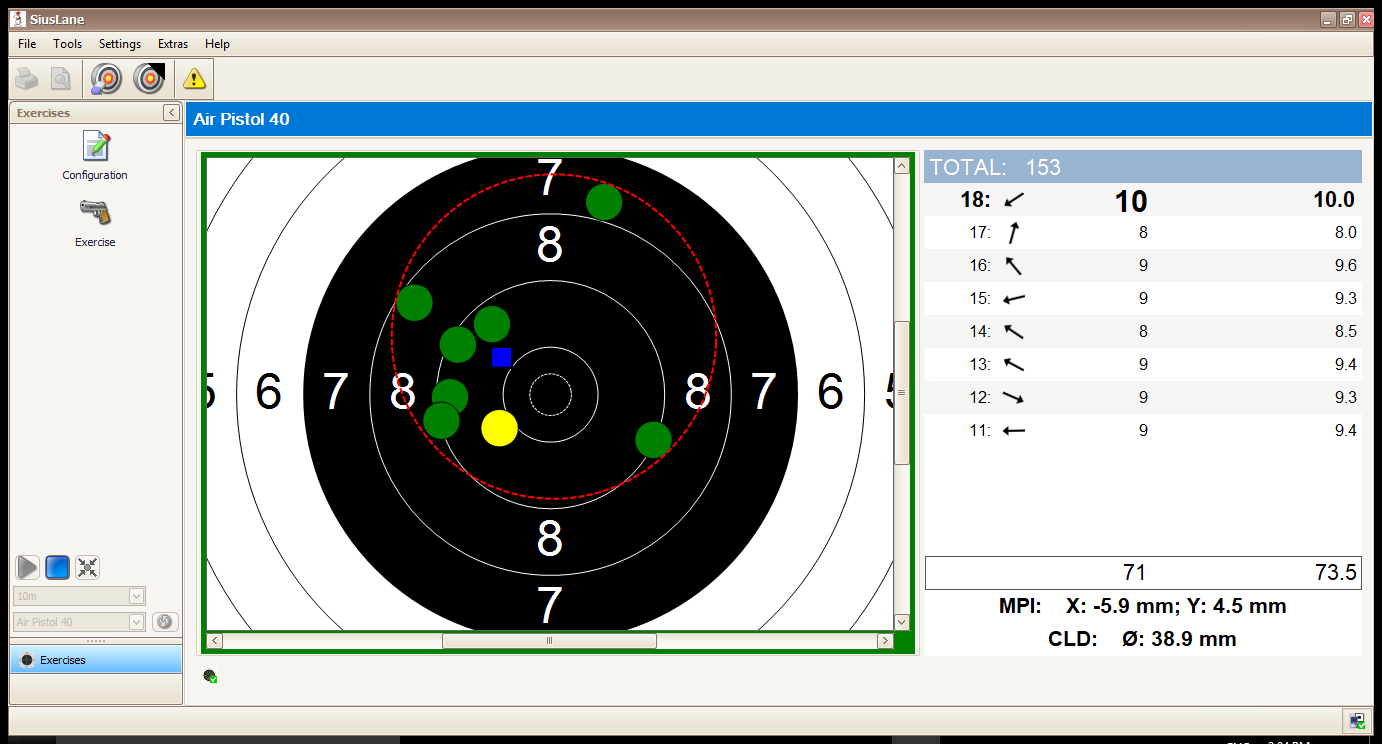 SiusLane
File Tools Settings Extras Help
Exercises
Configuration
Exercise
10m
Air Pistol 40
Exercises
Air Pistol 40
7
8
6 7 8 8 7 6
8
7
TOTAL: 153
18: 10 10.0
17: 8 8.0
16: 9 9.6
15: 9 9.3
14: 8 8.5
13: 9 9.4
12: 9 9.3
11: 9 9.4
71 73.5
MPI: X: -5.9 mm; Y: 4.5 mm
CLD: Ø: 38.9 mm